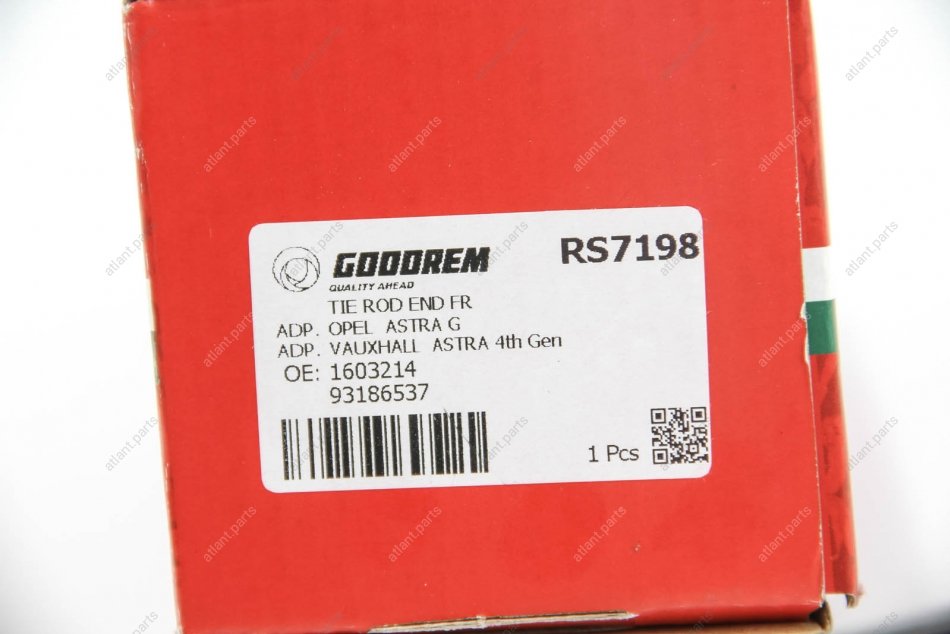 GOODREM
QUALITY AHEAD
RS7198
TIE ROD END FR
ADP. OPEL ASTRA G
ADP. VAUXHALL ASTRA 4th Gen
OE: 1603214
93186537
1 Pcs
atlant.parts